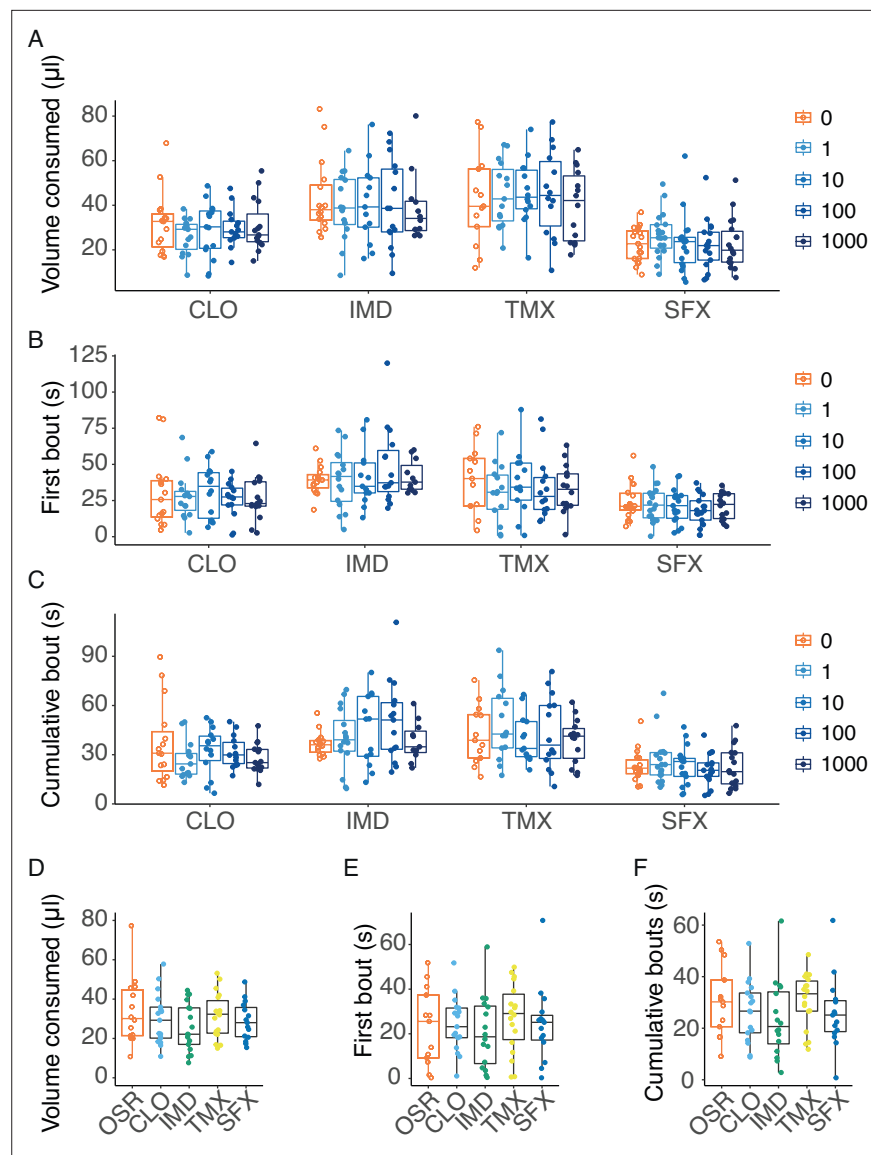 A
Volume consumed (µl)
80
60
40
20
CLO IMD TMX SFX
0
1
10
100
1000
B
First bout (s)
125
100
75
50
25
0
CLO IMD TMX SFX
0
1
10
100
1000
C
Cumulative bout (s)
90
60
30
0
CLO IMD TMX SFX
0
1
10
100
1000
D
Volume consumed (µl)
80
60
40
20
0
OSR CLO IMD TMX SFX
E
First bout (s)
60
40
20
0
OSR CLO IMD TMX SFX
F
Cumulative bouts (s)
60
40
20
0
OSR CLO IMD TMX SFX